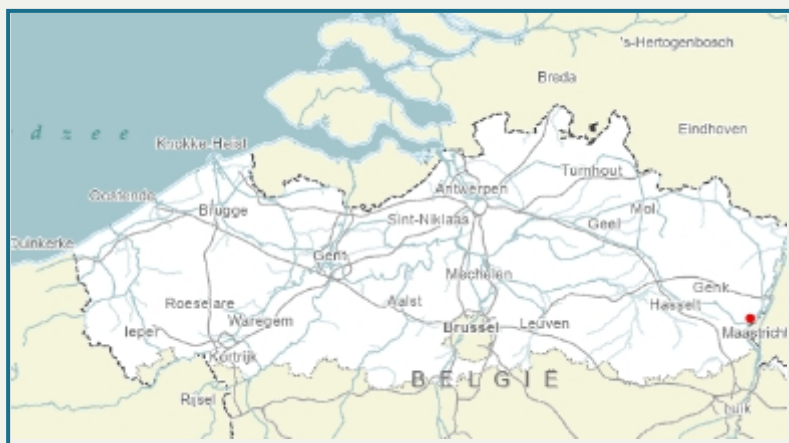 's-Hertogenbosch
Breda
d z e e
Eindhoven
Knokke-Heist
Turnhout
Antwerpen
Oostende
Mol
Brugge
Sint-Niklaas
Geel
Duinkerke
Gent
Mechelen
Genk
Roeselare
Aalst
Hasselt
Waregem
Ieper
Brussel
Leuven
Maastricht
Kortrijk
BELGIË
Rijsel
Luik